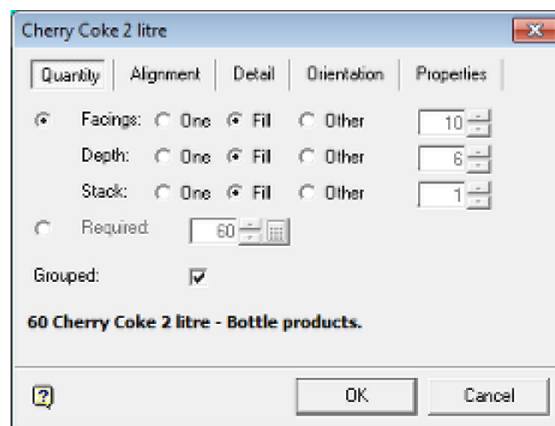 Cherry Coke 2 litre
Quantity Alignment Detail Orientation Properties
Facings: One Fill Other 10
Depth: One Fill Other 6
Stack: One Fill Other 1
Required: 60
Grouped:
60 Cherry Coke 2 litre - Bottle products.
OK Cancel